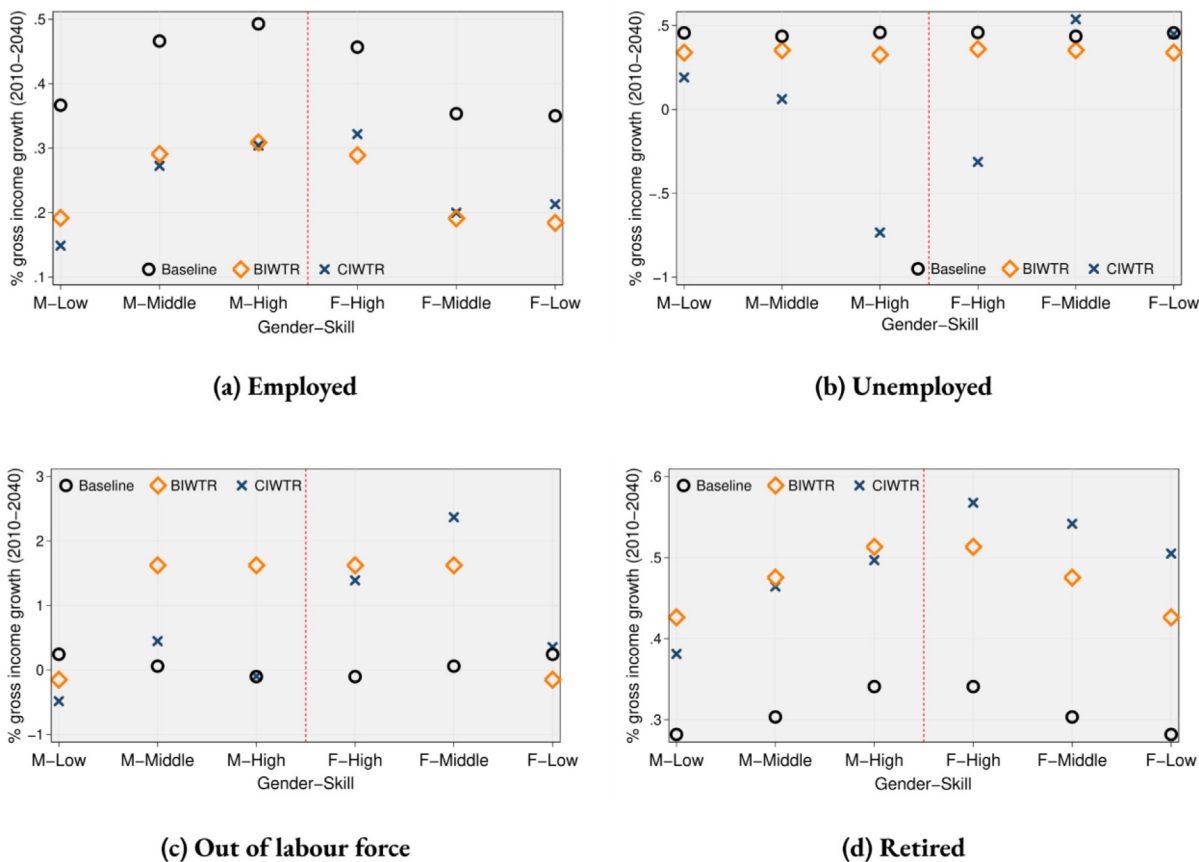 % gross income growth (2010–2040)
.5
.4
.3
.2
.1
Baseline BIWTR CIWTR
M–Low M–Middle M–High F–High F–Middle F–Low
Gender–Skill
(a) Employed
% gross income growth (2010–2040)
.5
0
–.5
–1
Baseline BIWTR CIWTR
M–Low M–Middle M–High F–High F–Middle F–Low
Gender–Skill
(b) Unemployed
% gross income growth (2010–2040)
3
2
1
0
–1
Baseline BIWTR CIWTR
M–Low M–Middle M–High F–High F–Middle F–Low
Gender–Skill
(c) Out of labour force
% gross income growth (2010–2040)
.6
.5
.4
.3
Baseline BIWTR CIWTR
M–Low M–Middle M–High F–High F–Middle F–Low
Gender–Skill
(d) Retired